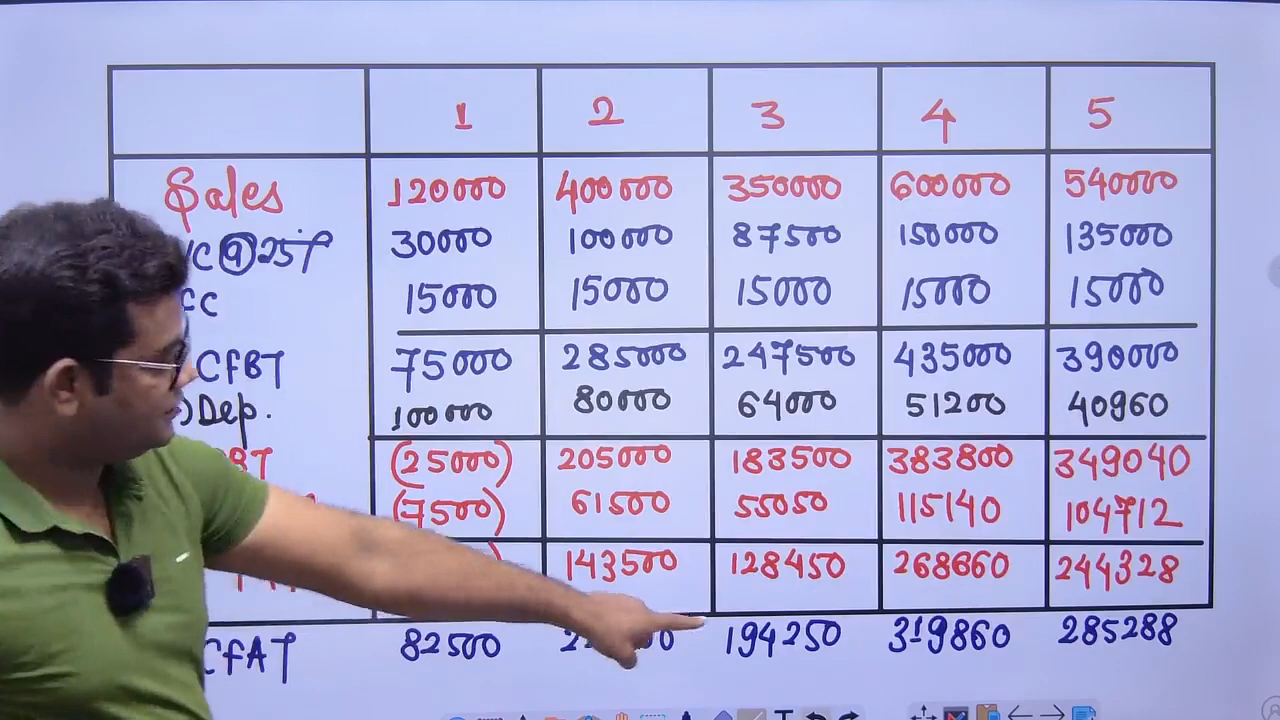 1 2 3 4 5
Sales 120000 400000 350000 600000 540000
VC @ 25% 30000 100000 87500 150000 135000
FC 15000 15000 15000 15000 15000
CFBT 75000 285000 247500 435000 390000
Dep. 100000 80000 64000 51200 40960
(25000) 205000 183500 383800 349040
(7500) 61500 55050 115140 104712
143500 128450 268660 244328
CFAT 82500 194250 319860 285288